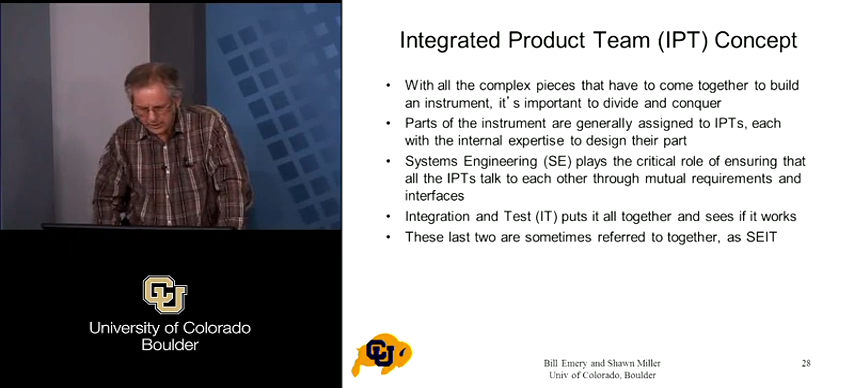 Integrated Product Team (IPT) Concept
• With all the complex pieces that have to come together to build
an instrument, it's important to divide and conquer
• Parts of the instrument are generally assigned to IPTs, each
with the internal expertise to design their part
• Systems Engineering (SE) plays the critical role of ensuring that
all the IPTs talk to each other through mutual requirements and
interfaces
• Integration and Test (IT) puts it all together and sees if it works
• These last two are sometimes referred to together, as SEIT
CU
University of Colorado
Boulder
CU
Bill Emery and Shawn Miller
Univ of Colorado, Boulder
28